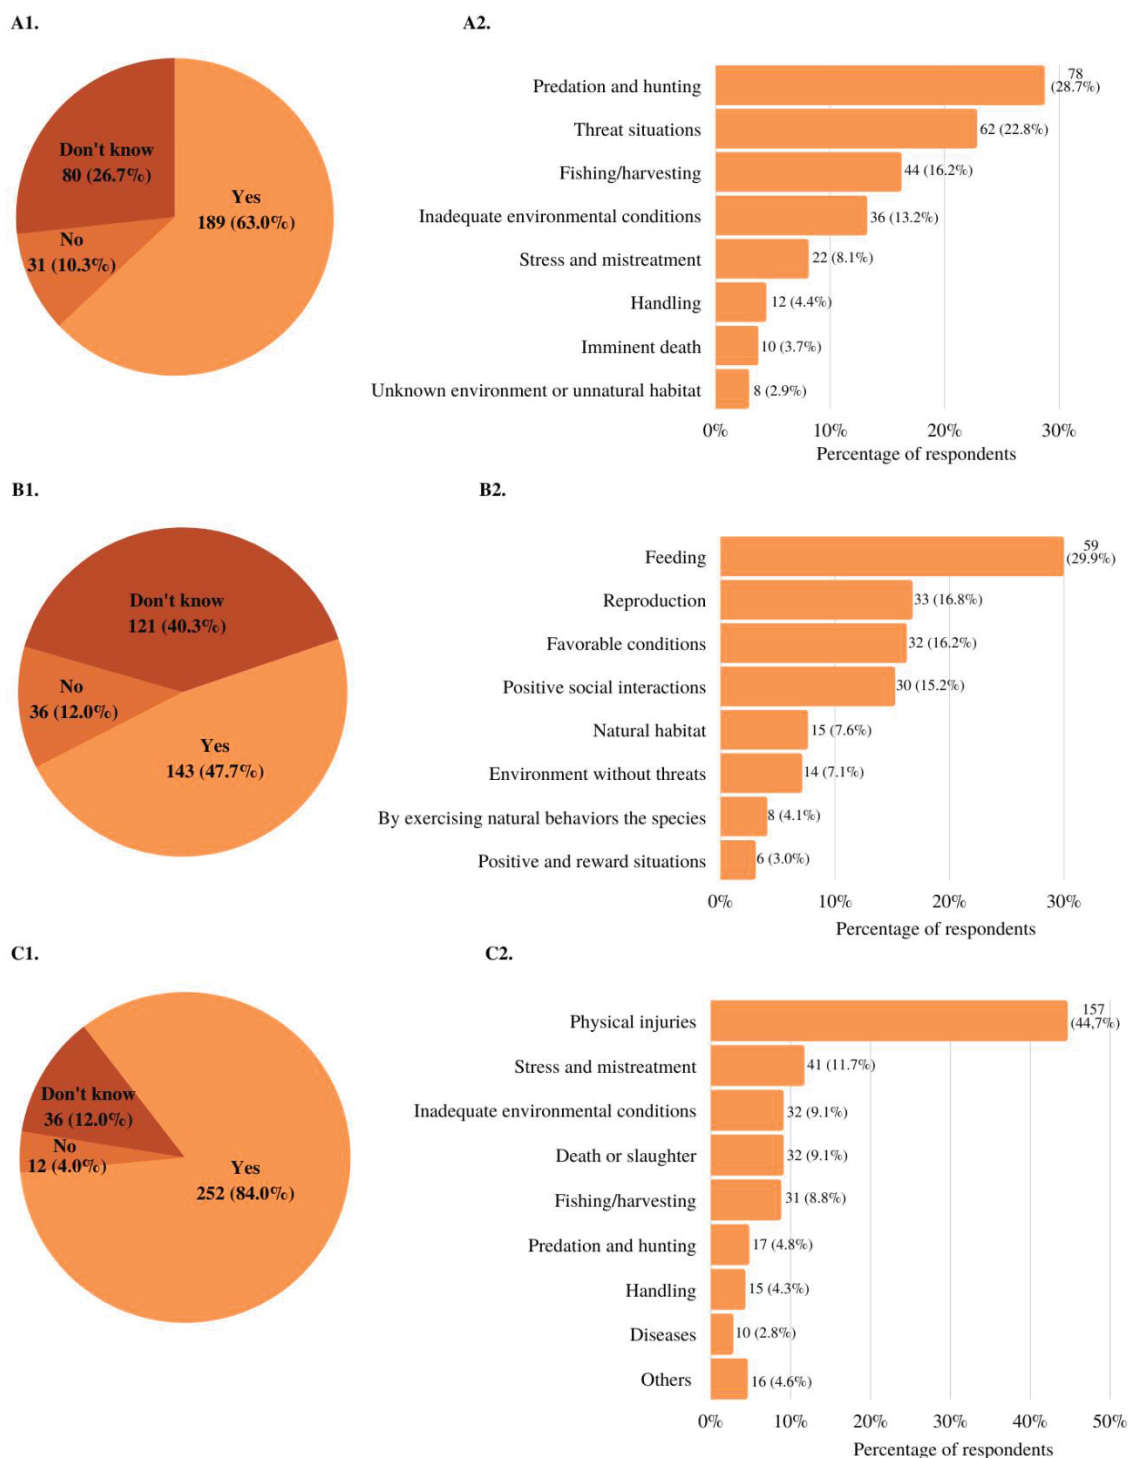 A1.
Don't know
80 (26.7%)
Yes
189 (63.0%)
No
31 (10.3%)
A2.
Predation and hunting
78
(28.7%)
Threat situations
62 (22.8%)
Fishing/harvesting
44 (16.2%)
Inadequate environmental conditions
36 (13.2%)
Stress and mistreatment
22 (8.1%)
Handling
12 (4.4%)
Imminent death
10 (3.7%)
Unknown environment or unnatural habitat
8 (2.9%)
0%
10%
20%
30%
Percentage of respondents
B1.
Don't know
121 (40.3%)
No
36 (12.0%)
Yes
143 (47.7%)
B2.
Feeding
59
(29.9%)
Reproduction
33 (16.8%)
Favorable conditions
32 (16.2%)
Positive social interactions
30 (15.2%)
Natural habitat
15 (7.6%)
Environment without threats
14 (7.1%)
By exercising natural behaviors the species
8 (4.1%)
Positive and reward situations
6 (3.0%)
0%
10%
20%
30%
Percentage of respondents
C1.
Don't know
36 (12.0%)
No
12 (4.0%)
Yes
252 (84.0%)
C2.
Physical injuries
157
(44,7%)
Stress and mistreatment
41 (11.7%)
Inadequate environmental conditions
32 (9.1%)
Death or slaughter
32 (9.1%)
Fishing/harvesting
31 (8.8%)
Predation and hunting
17 (4.8%)
Handling
15 (4.3%)
Diseases
10 (2.8%)
Others
16 (4.6%)
0%
10%
20%
30%
40%
50%
Percentage of respondents